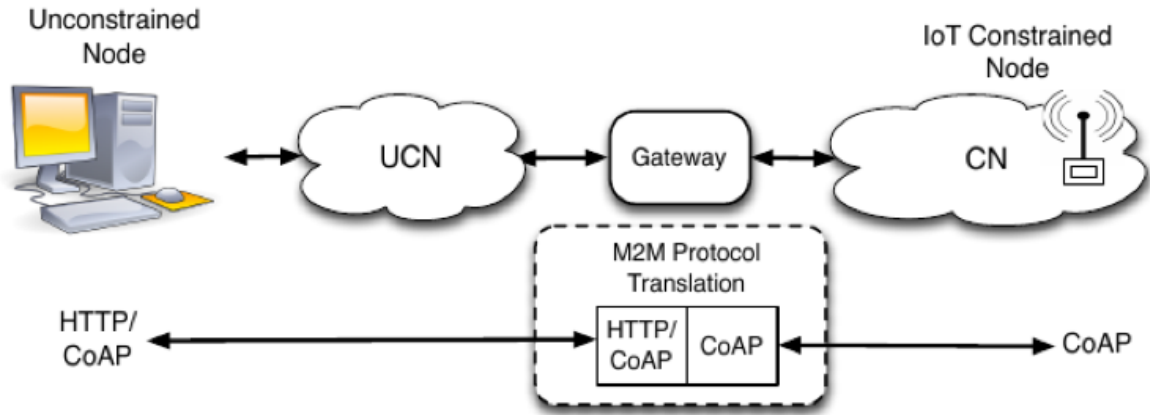 Unconstrained
Node
IoT Constrained
Node
UCN
Gateway
CN
M2M Protocol
Translation
HTTP/
CoAP
HTTP/
CoAP
CoAP
CoAP